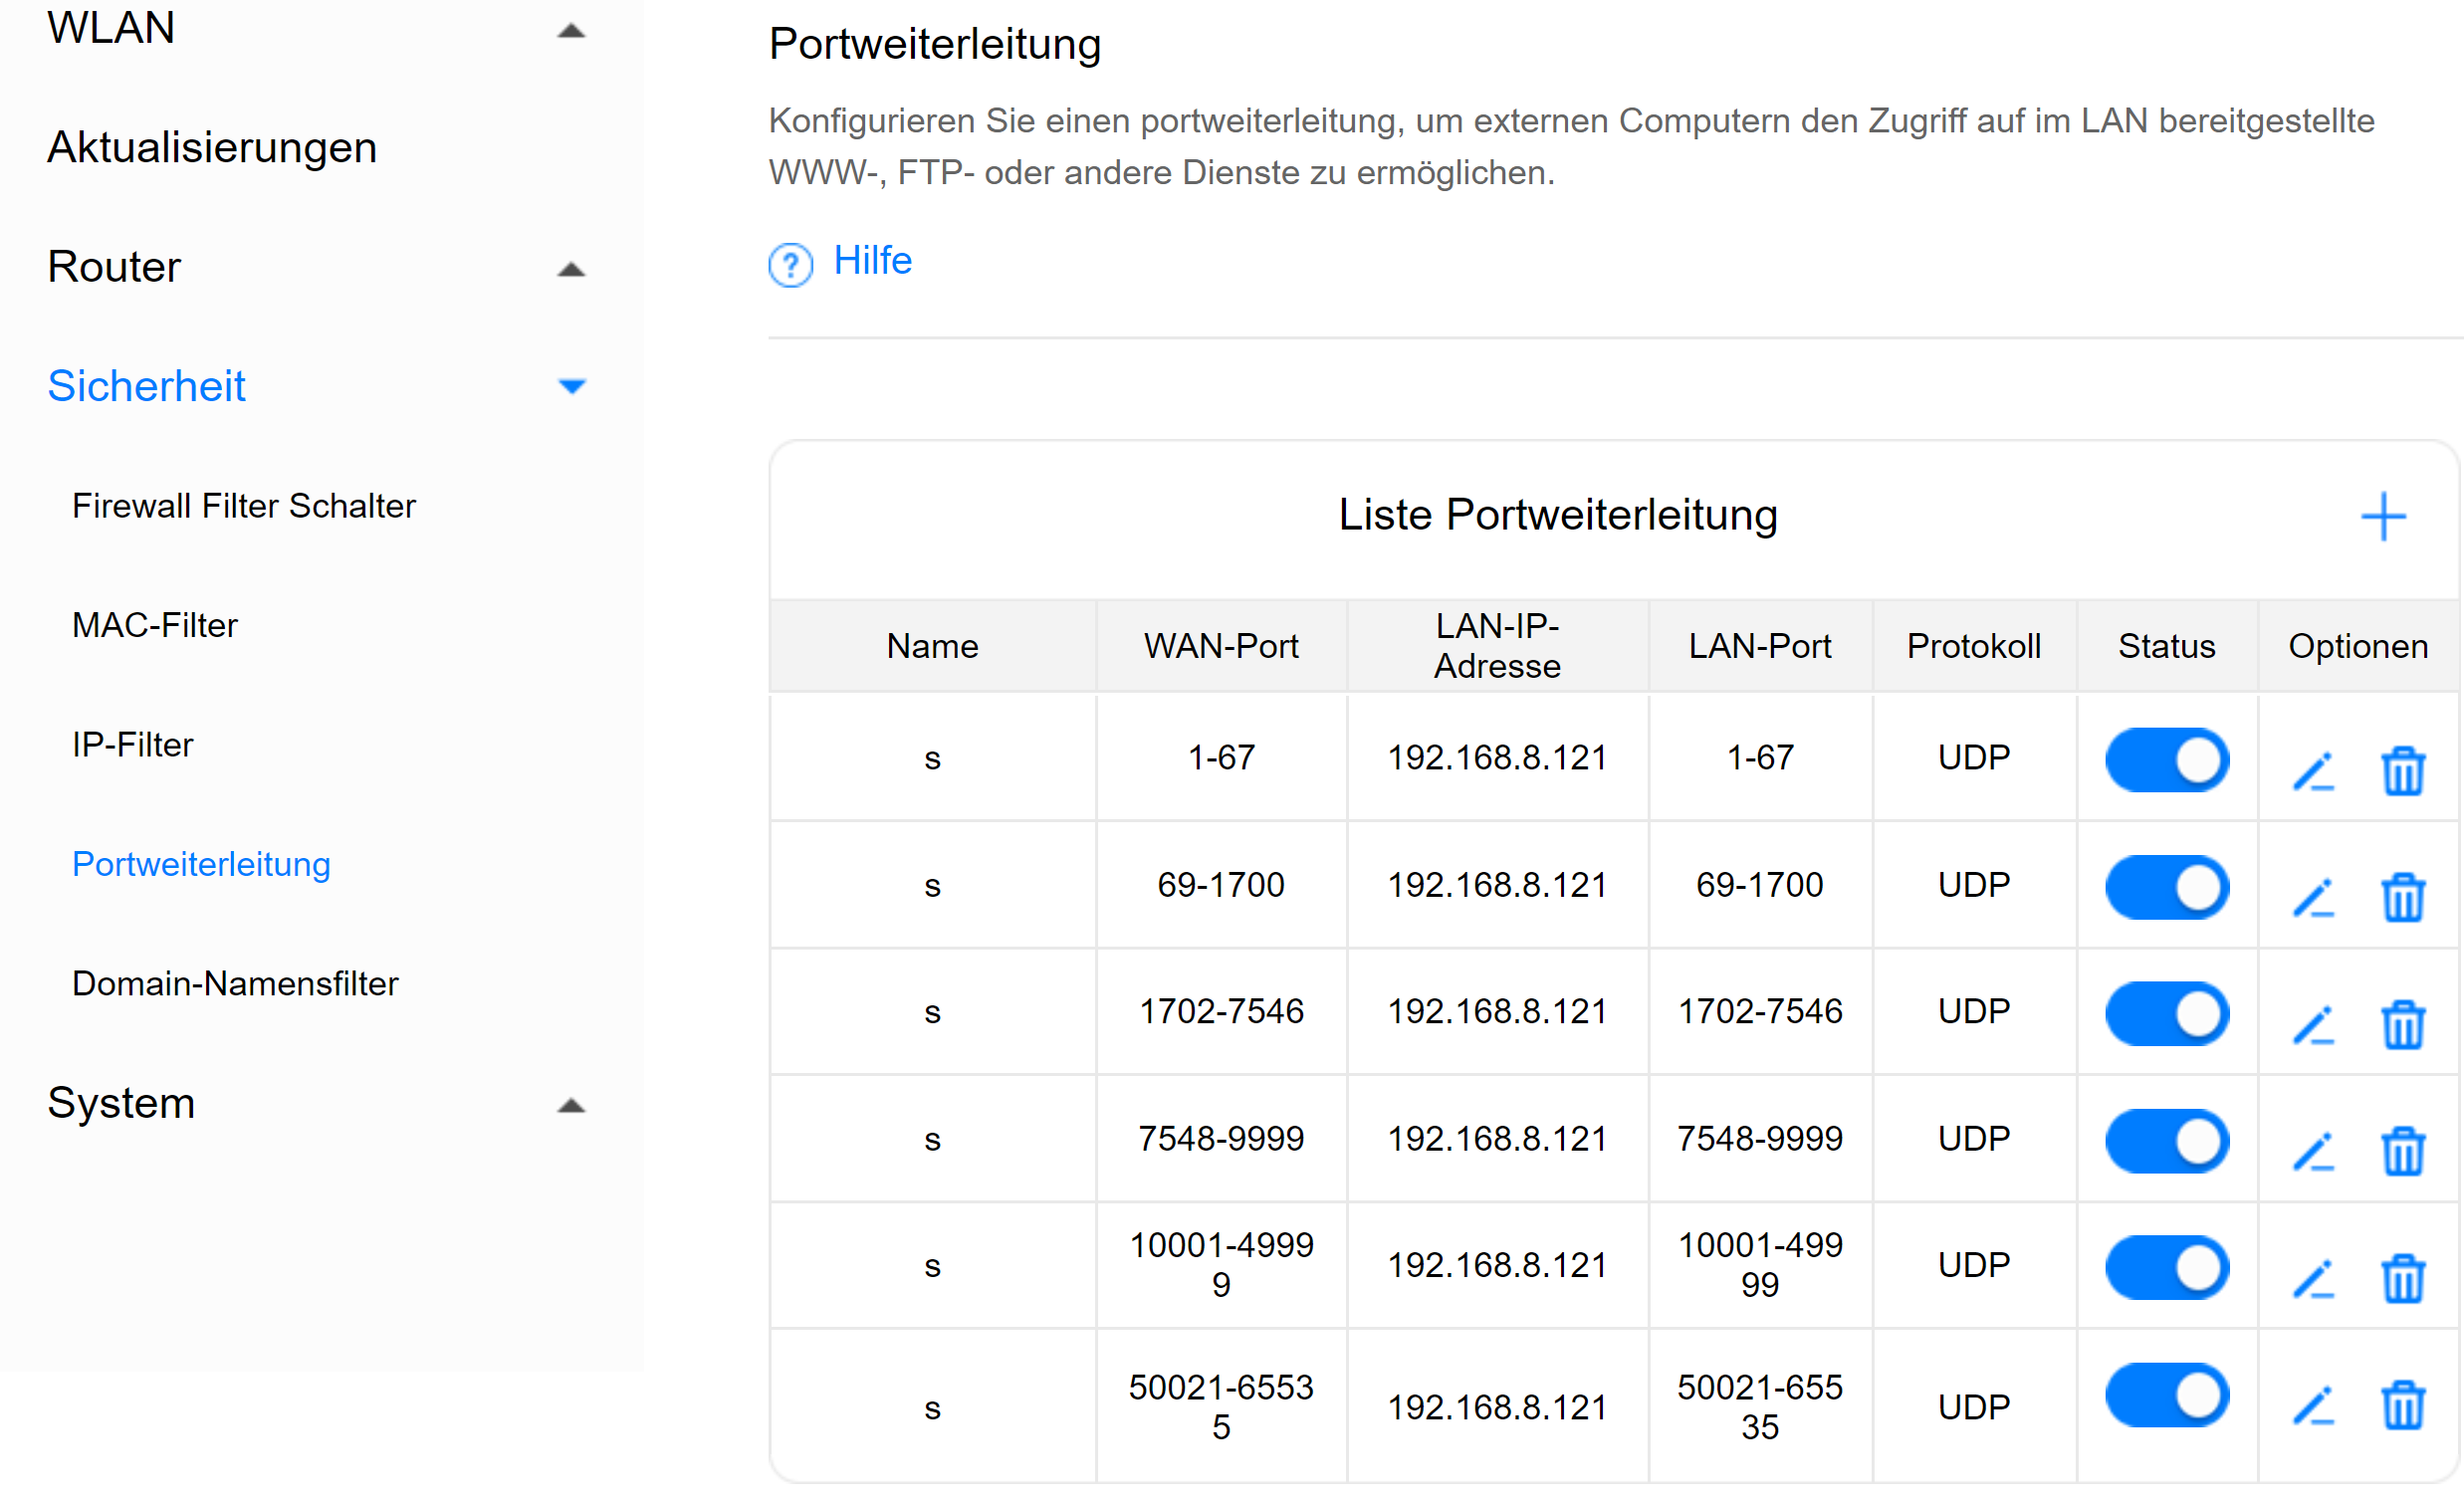 WLAN
Aktualisierungen
Router
Sicherheit
Firewall Filter Schalter
MAC-Filter
IP-Filter
Portweiterleitung
Domain-Namensfilter
System
Portweiterleitung
Konfigurieren Sie einen portweiterleitung, um externen Computern den Zugriff auf im LAN bereitgestellte
WWW-, FTP- oder andere Dienste zu ermöglichen.
? Hilfe
Liste Portweiterleitung
Name WAN-Port LAN-IP-Adresse LAN-Port Protokoll Status Optionen
s 1-67 192.168.8.121 1-67 UDP
s 69-1700 192.168.8.121 69-1700 UDP
s 1702-7546 192.168.8.121 1702-7546 UDP
s 7548-9999 192.168.8.121 7548-9999 UDP
s 10001-49999 192.168.8.121 10001-49999 UDP
s 50021-65535 192.168.8.121 50021-65535 UDP